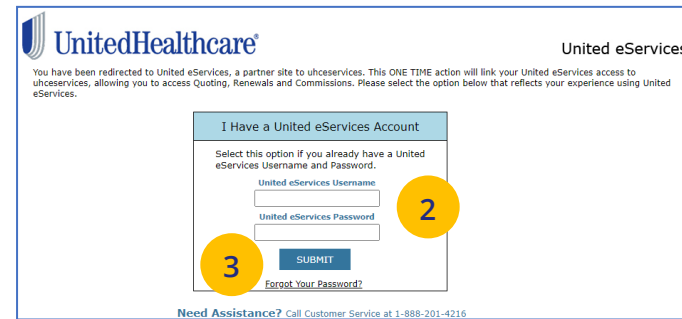 UnitedHealthcare®
United eServices
You have been redirected to United eServices, a partner site to uhceservices. This ONE TIME action will link your United eServices access to
uhceservices, allowing you to access Quoting, Renewals and Commissions. Please select the option below that reflects your experience using United
eServices.
I Have a United eServices Account
Select this option if you already have a United
eServices Username and Password.
United eServices Username
2
United eServices Password
3
SUBMIT
Forgot Your Password?
Need Assistance? Call Customer Service at 1-888-201-4216